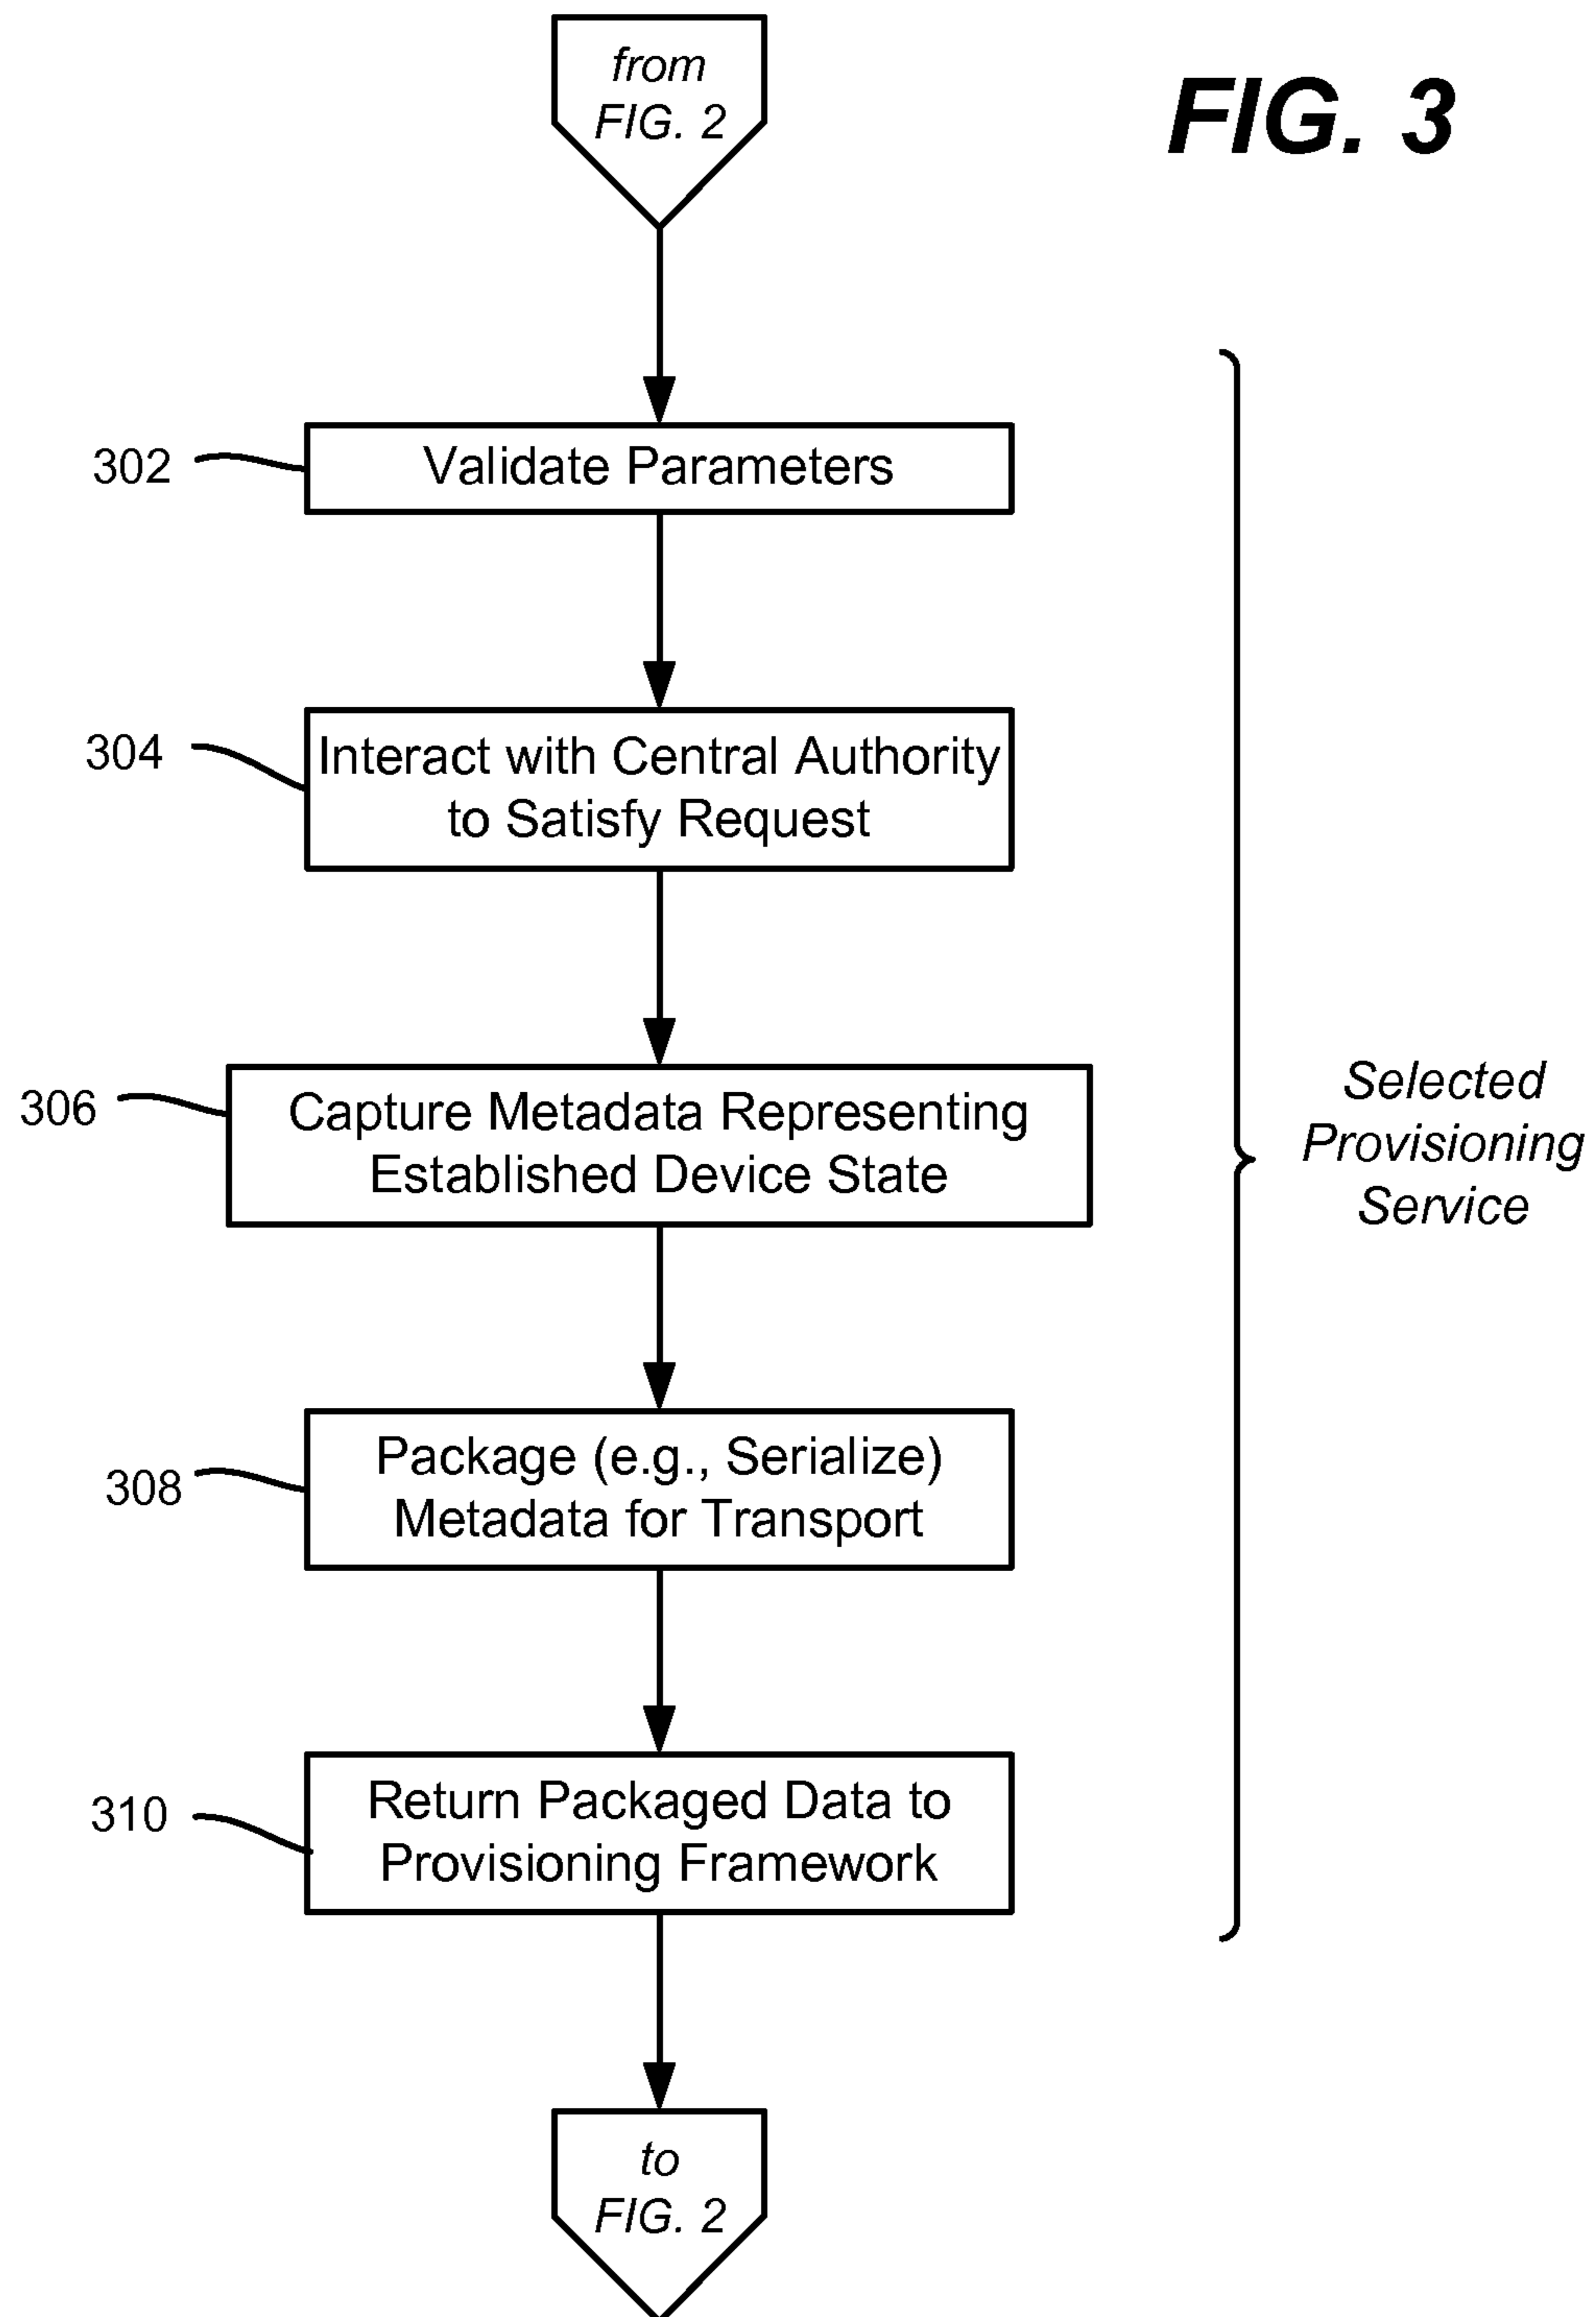 from
FIG. 2
FIG. 3
302
Validate Parameters
304
Interact with Central Authority
to Satisfy Request
306
Capture Metadata Representing
Established Device State
Selected
Provisioning
Service
308
Package (e.g., Serialize)
Metadata for Transport
310
Return Packaged Data to
Provisioning Framework
to
FIG. 2